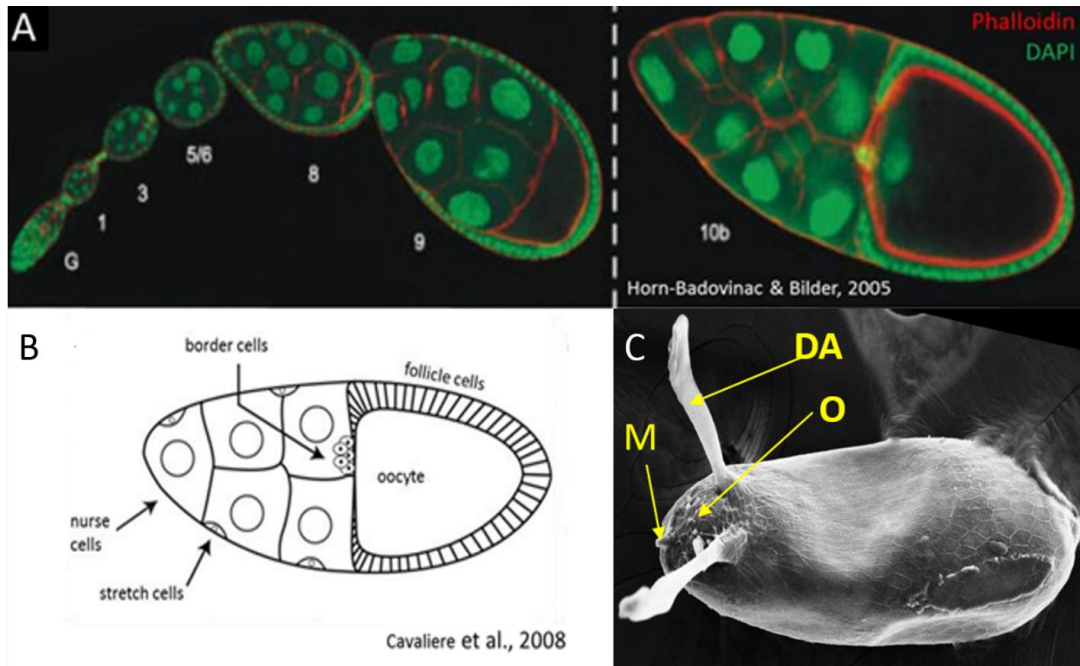 A
Phalloidin
DAPI
G
1
3
5/6
8
9
10b
Horn-Badovinac & Bilder, 2005
B
border cells
follicle cells
oocyte
nurse
cells
stretch cells
Cavaliere et al., 2008
C
DA
O
M